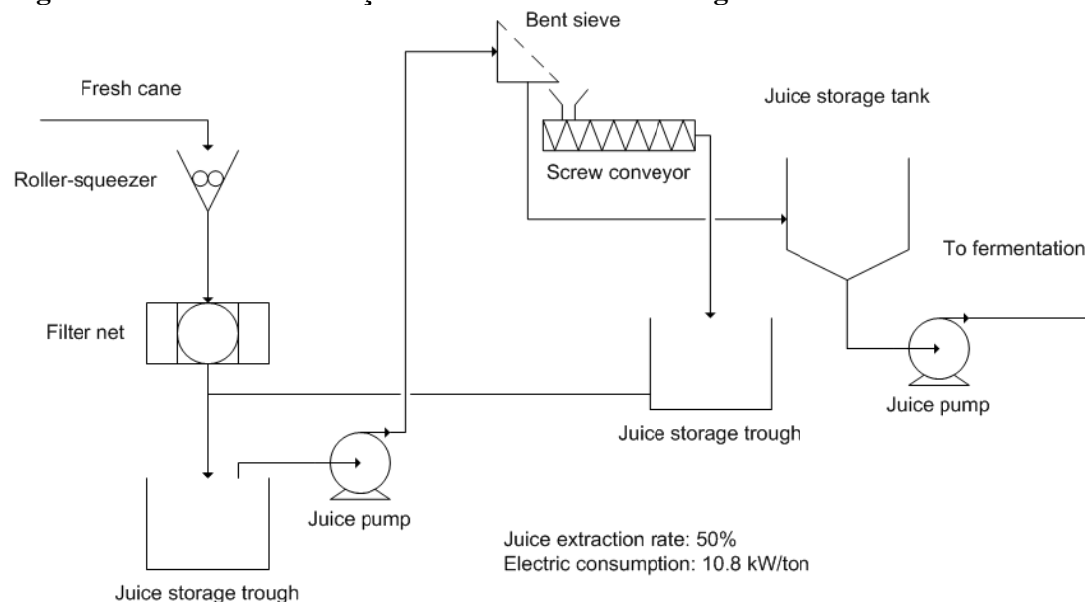 Bent sieve
Fresh cane
Juice storage tank
Roller-squeezer
Screw conveyor
To fermentation
Filter net
Juice pump
Juice storage trough
Juice pump
Juice extraction rate: 50%
Electric consumption: 10.8 kW/ton
Juice storage trough